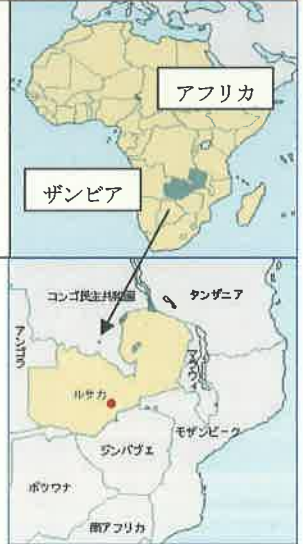 アフリカ
ザンビア
コンゴ民主共和国
タンザニア
アンゴラ
マラウィ
ルサカ
モザンビーク
ジンバブエ
ボツワナ
南アフリカ